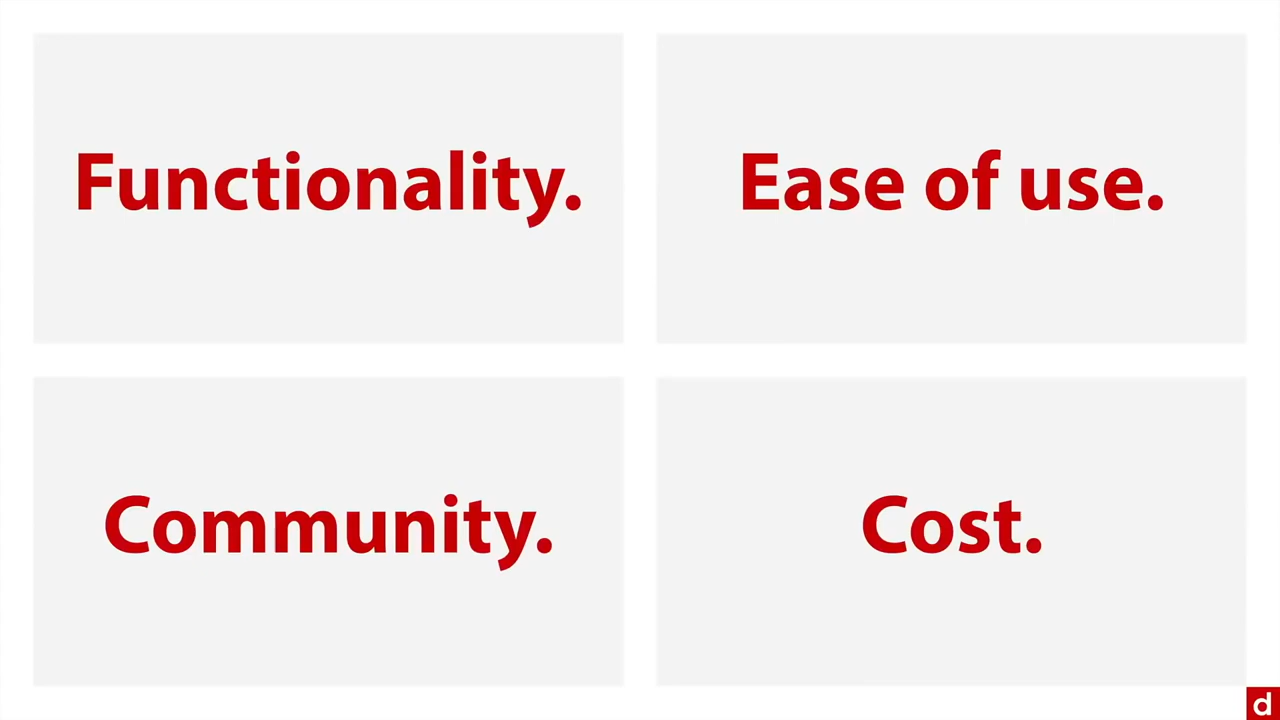 Functionality.
Ease of use.
Community.
Cost.
d